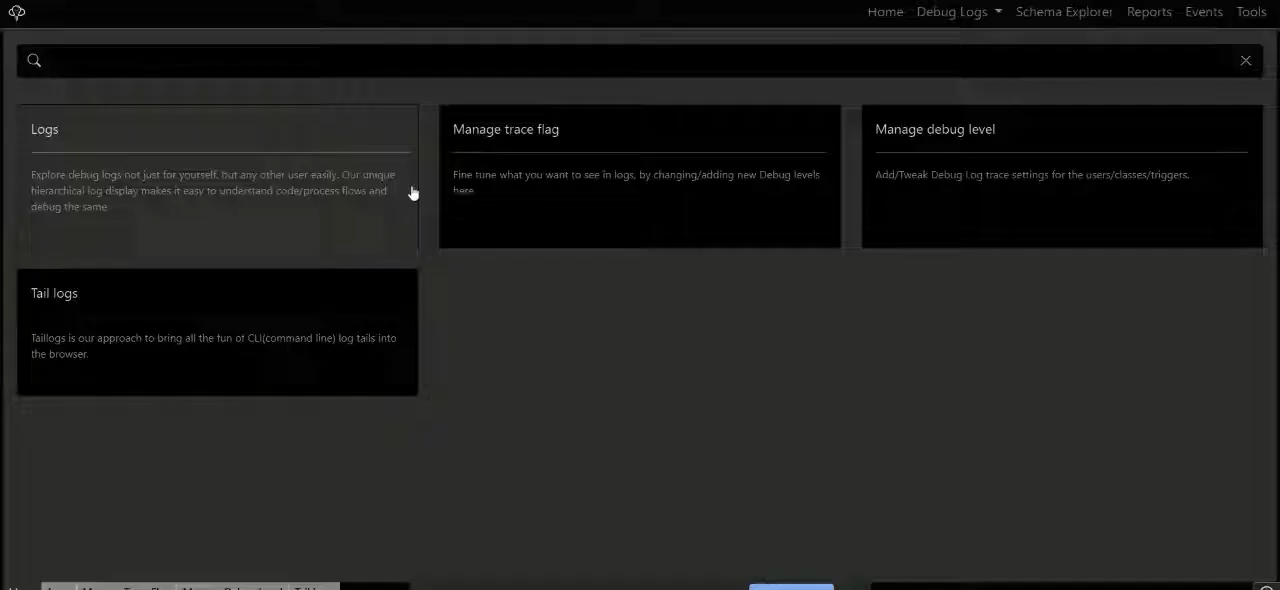 Home Debug Logs Schema Explorer Reports Events Tools
Logs
Explore debug logs not just for yourself, but any other user easily. Our unique
hierarchical log display makes it easy to understand code/process flows and
debug the same
Manage trace flag
Fine tune what you want to see in logs, by changing/adding new Debug levels
here
Manage debug level
Add/Tweak Debug Log trace settings for the users/classes/triggers.
Tail logs
Taillogs is our approach to bring all the fun of CLI(command line) log tails into
the browser.